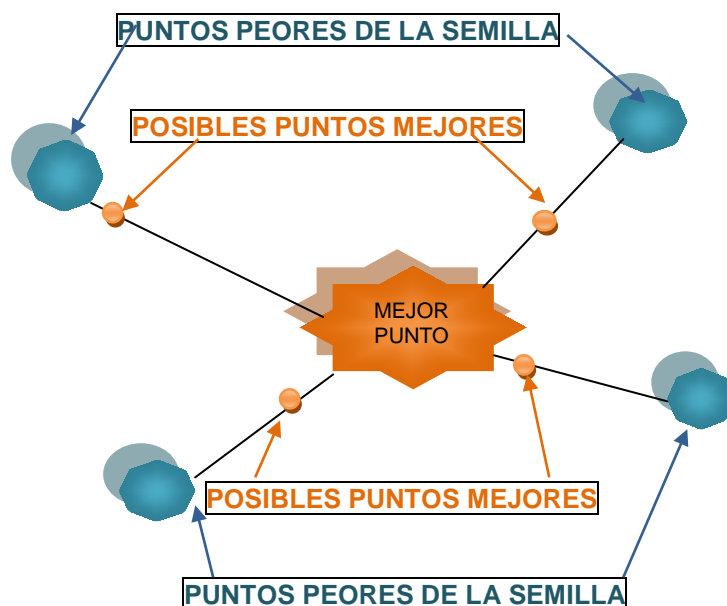 PUNTOS PEORES DE LA SEMILLA
POSIBLES PUNTOS MEJORES
MEJOR
PUNTO
POSIBLES PUNTOS MEJORES
PUNTOS PEORES DE LA SEMILLA